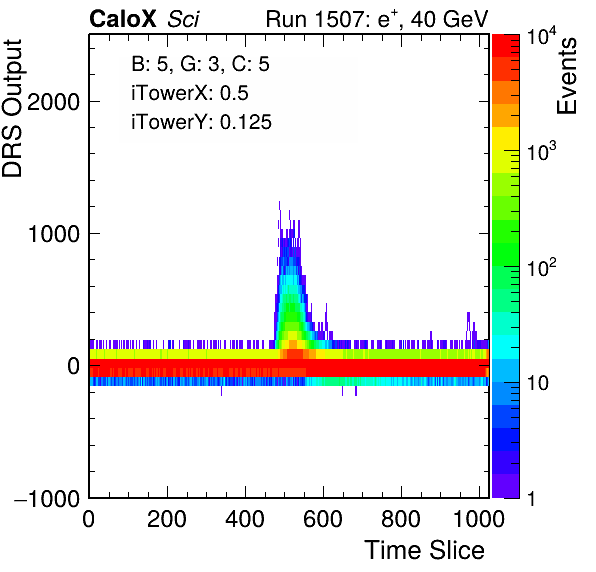 CaloX Sci Run 1507: e⁺, 40 GeV
B: 5, G: 3, C: 5
iTowerX: 0.5
iTowerY: 0.125
DRS Output
2000
1000
0
−1000
0 200 400 600 800 1000
Time Slice
Events
10⁴
10³
10²
10
1